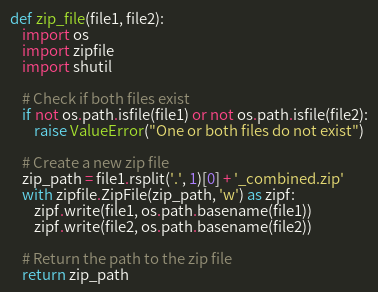 def zip_file(file1, file2):
    import os
    import zipfile
    import shutil

    # Check if both files exist
    if not os.path.isfile(file1) or not os.path.isfile(file2):
        raise ValueError("One or both files do not exist")

    # Create a new zip file
    zip_path = file1.rsplit('.', 1)[0] + '_combined.zip'
    with zipfile.ZipFile(zip_path, 'w') as zipf:
        zipf.write(file1, os.path.basename(file1))
        zipf.write(file2, os.path.basename(file2))

    # Return the path to the zip file
    return zip_path